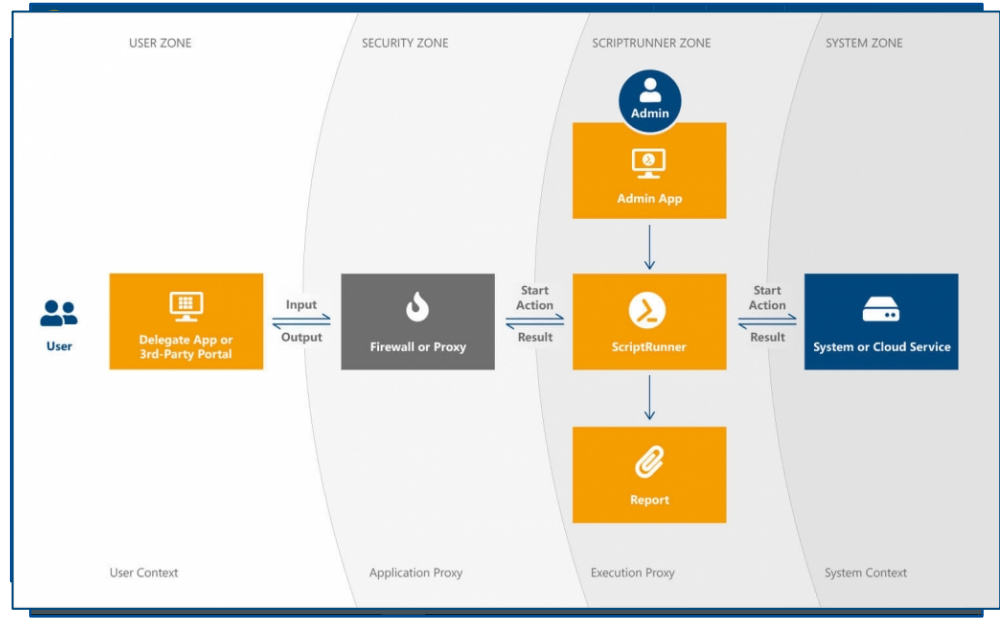 USER ZONE
SECURITY ZONE
SCRIPTRUNNER ZONE
SYSTEM ZONE
Admin
Admin App
User
Delegate App or
3rd-Party Portal
Input
Output
Firewall or Proxy
Start
Action
Result
ScriptRunner
Start
Action
Result
System or Cloud Service
Report
User Context
Application Proxy
Execution Proxy
System Context